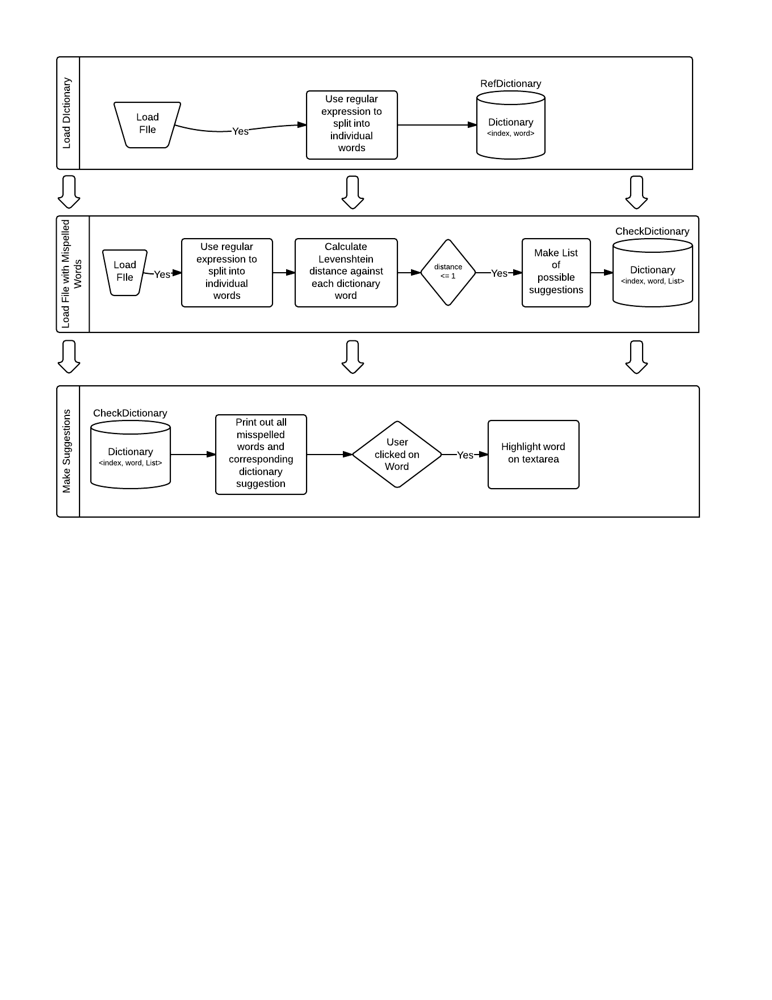 Load DIctionary
Load
FIle
Yes
Use regular
expression to
split into
individual
words
RefDictionary
Dictionary
<index, word>
Load File with Mispelled
Words
Load
FIle
Yes
Use regular
expression to
split into
individual
words
Calculate
Levenshtein
distance against
each dictionary
word
distance
<= 1
Yes
Make List
of
possible
suggestions
CheckDictionary
Dictionary
<index, word, List>
Make Suggestions
CheckDictionary
Dictionary
<index, word, List>
Print out all
misspelled
words and
corresponding
dictionary
suggestion
User
clicked on
Word
Yes
Highlight word
on textarea